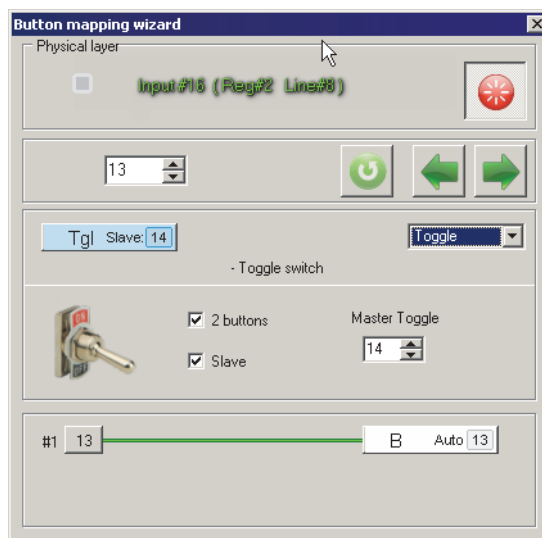 Button mapping wizard
Physical layer
Input#16 (Reg#2 Line#8)
13
Tgl Slave: 14
Toggle
- Toggle switch
2 buttons
Master Toggle
14
Slave
#1 13
B Auto 13